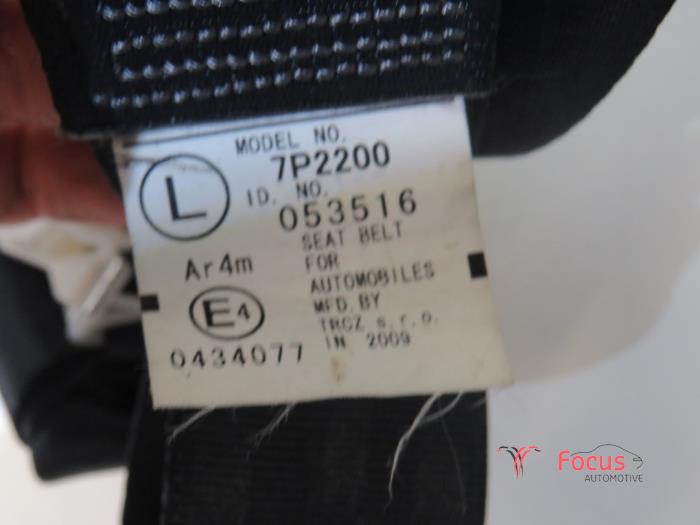 MODEL NO.
7P2200
L
ID. NO.
053516
SEAT BELT
Ar4m
FOR
AUTOMOBILES
E4
MFD. BY
TRCZ s.r.o.
0434077
IN 2009
Focus
AUTOMOTIVE